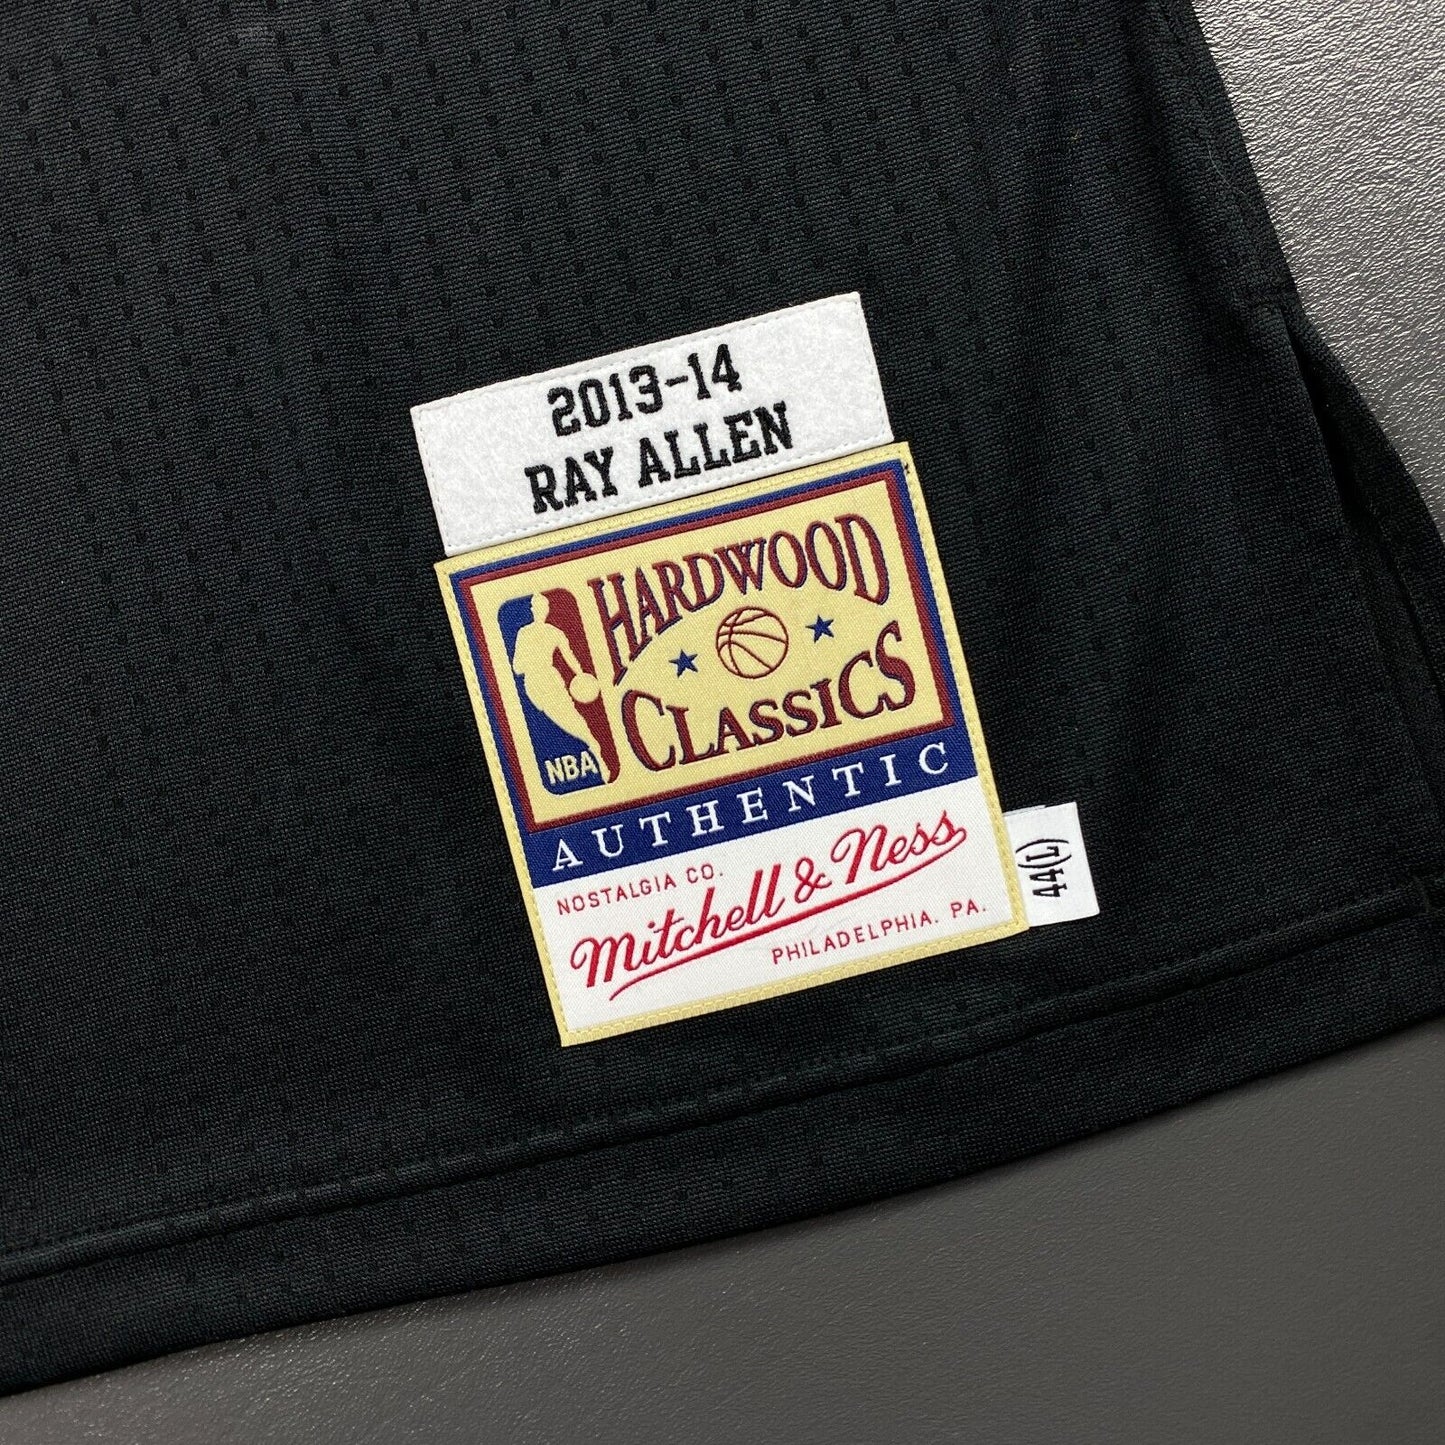 2013-14
RAY ALLEN
HARDWOOD
CLASSICS
NBA
AUTHENTIC
NOSTALGIA CO.
Mitchell & Ness
PHILADELPHIA, PA.
44(L)